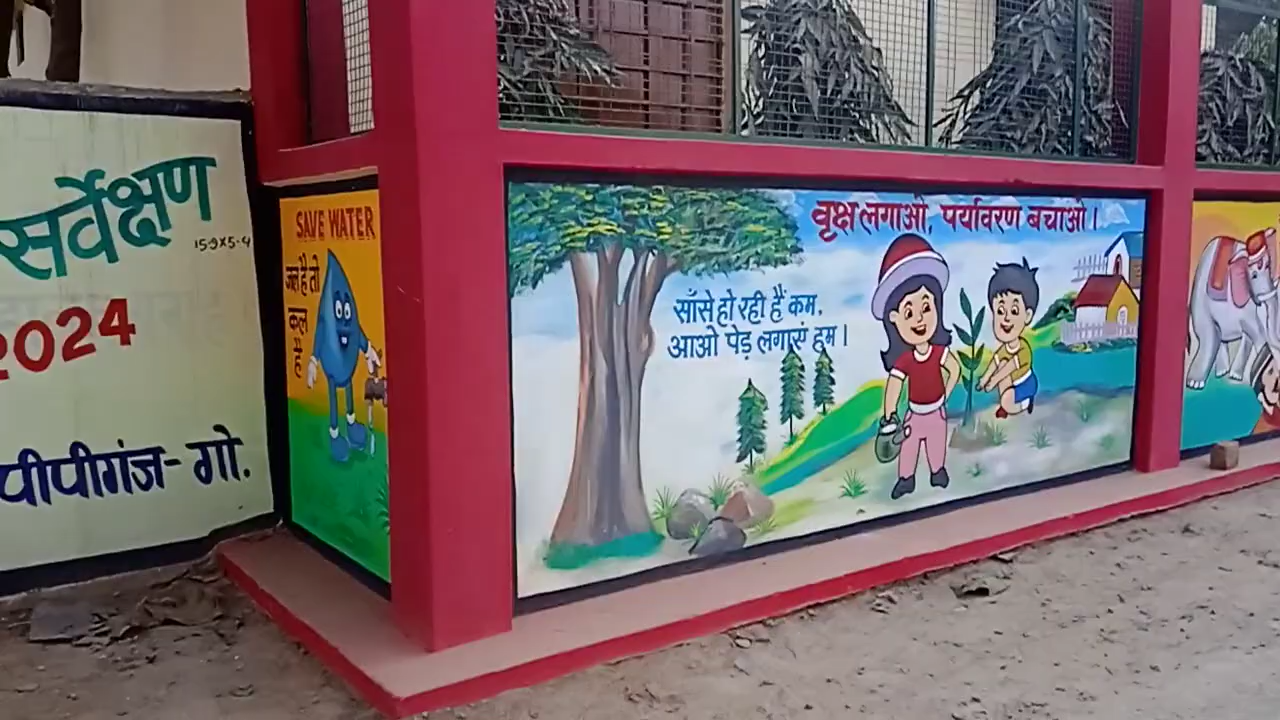 सर्वेक्षण
15-9×5-4
2024
पीपीगंज-गो.
SAVE WATER
जल है तो
कल
है
वृक्ष लगाओ, पर्यावरण बचाओ।
साँसे हो रही हैं कम,
आओ पेड़ लगाएं हम।